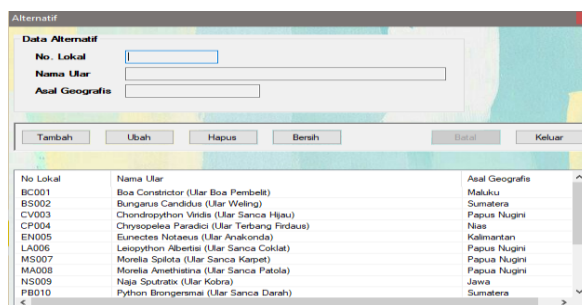 Alternatif
Data Alternatif
No. Lokal
Nama Ular
Asal Geografis
Tambah Ubah Hapus Bersih Batal Keluar
No Lokal Nama Ular Asal Geografis
BC001 Boa Constrictor (Ular Boa Pembelit) Maluku
BS002 Bungarus Candidus (Ular Weling) Sumatera
CV003 Chondropython Viridis (Ular Sanca Hijau) Papus Nugini
CP004 Chrysopelea Paradici (Ular Terbang Firdaus) Nias
EN005 Eunectes Notaeus (Ular Anakonda) Kalimantan
LA006 Leiopython Albertisi (Ular Sanca Coklat) Papus Nugini
MS007 Morelia Spilota (Ular Sanca Karpet) Papua Nugini
MA008 Morelia Amethistina (Ular Sanca Patola) Papua Nugini
NS009 Naja Sputratix (Ular Kobra) Jawa
PB010 Python Brongersmai (Ular Sanca Darah) Sumatera